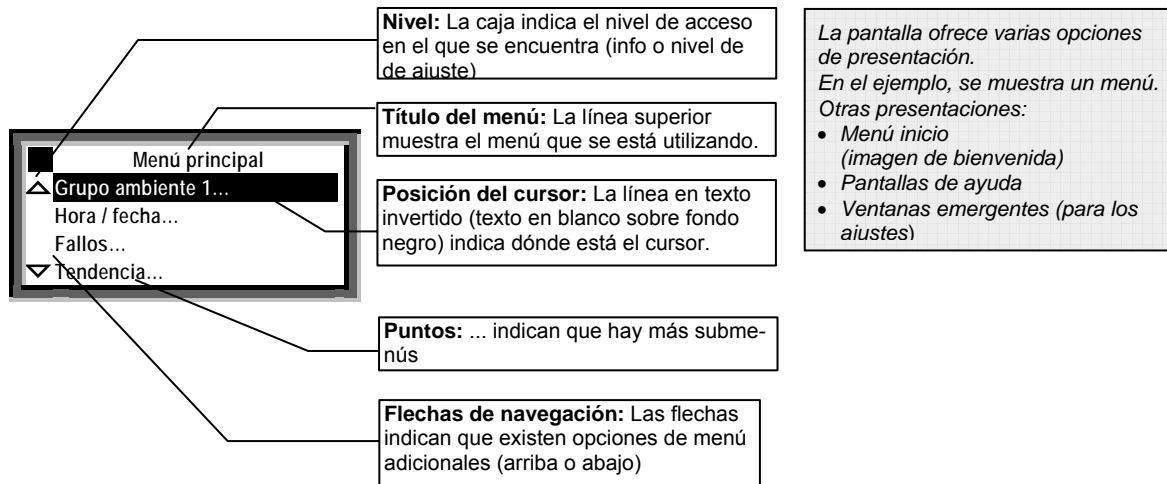 Nivel: La caja indica el nivel de acceso
en el que se encuentra (info o nivel de
de ajuste)
Título del menú: La línea superior
muestra el menú que se está utilizando.
Menú principal
Grupo ambiente 1...
Hora / fecha...
Fallos...
Tendencia...
Posición del cursor: La línea en texto
invertido (texto en blanco sobre fondo
negro) indica dónde está el cursor.
Puntos: ... indican que hay más subme-
nús
Flechas de navegación: Las flechas
indican que existen opciones de menú
adicionales (arriba o abajo)
La pantalla ofrece varias opciones
de presentación.
En el ejemplo, se muestra un menú.
Otras presentaciones:
• Menú inicio
(imagen de bienvenida)
• Pantallas de ayuda
• Ventanas emergentes (para los
ajustes)